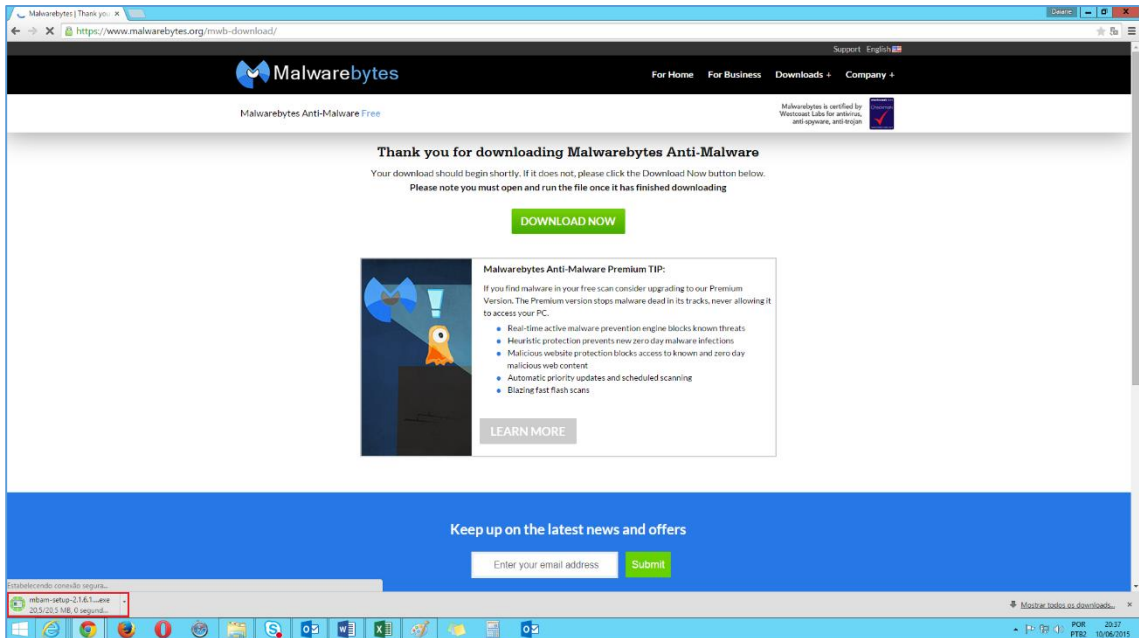 Malwarebytes | Thank you
Daiane
https://www.malwarebytes.org/mwb-download/
Support English
Malwarebytes
For Home For Business Downloads + Company +
Malwarebytes Anti-Malware Free
Malwarebytes is certified by
Westcoast Labs for antivirus,
anti-spyware, anti-trojan
Thank you for downloading Malwarebytes Anti-Malware
Your download should begin shortly. If it does not, please click the Download Now button below.
Please note you must open and run the file once it has finished downloading
DOWNLOAD NOW
Malwarebytes Anti-Malware Premium TIP:
If you find malware in your free scan consider upgrading to our Premium
Version. The Premium version stops malware dead in its tracks, never allowing it
to access your PC.
Real-time active malware prevention engine blocks known threats
Heuristic protection prevents new zero day malware infections
Malicious website protection blocks access to known and zero day
malicious web content
Automatic priority updates and scheduled scanning
Blazing fast flash scans
LEARN MORE
Keep up on the latest news and offers
Enter your email address Submit
Estabelecendo conexão segura...
mbam-setup-2.1.6.1....exe
20,5/20,5 MB, 0 segund...
Mostrar todos os downloads...
POR 20:37
PTB2 10/06/2015